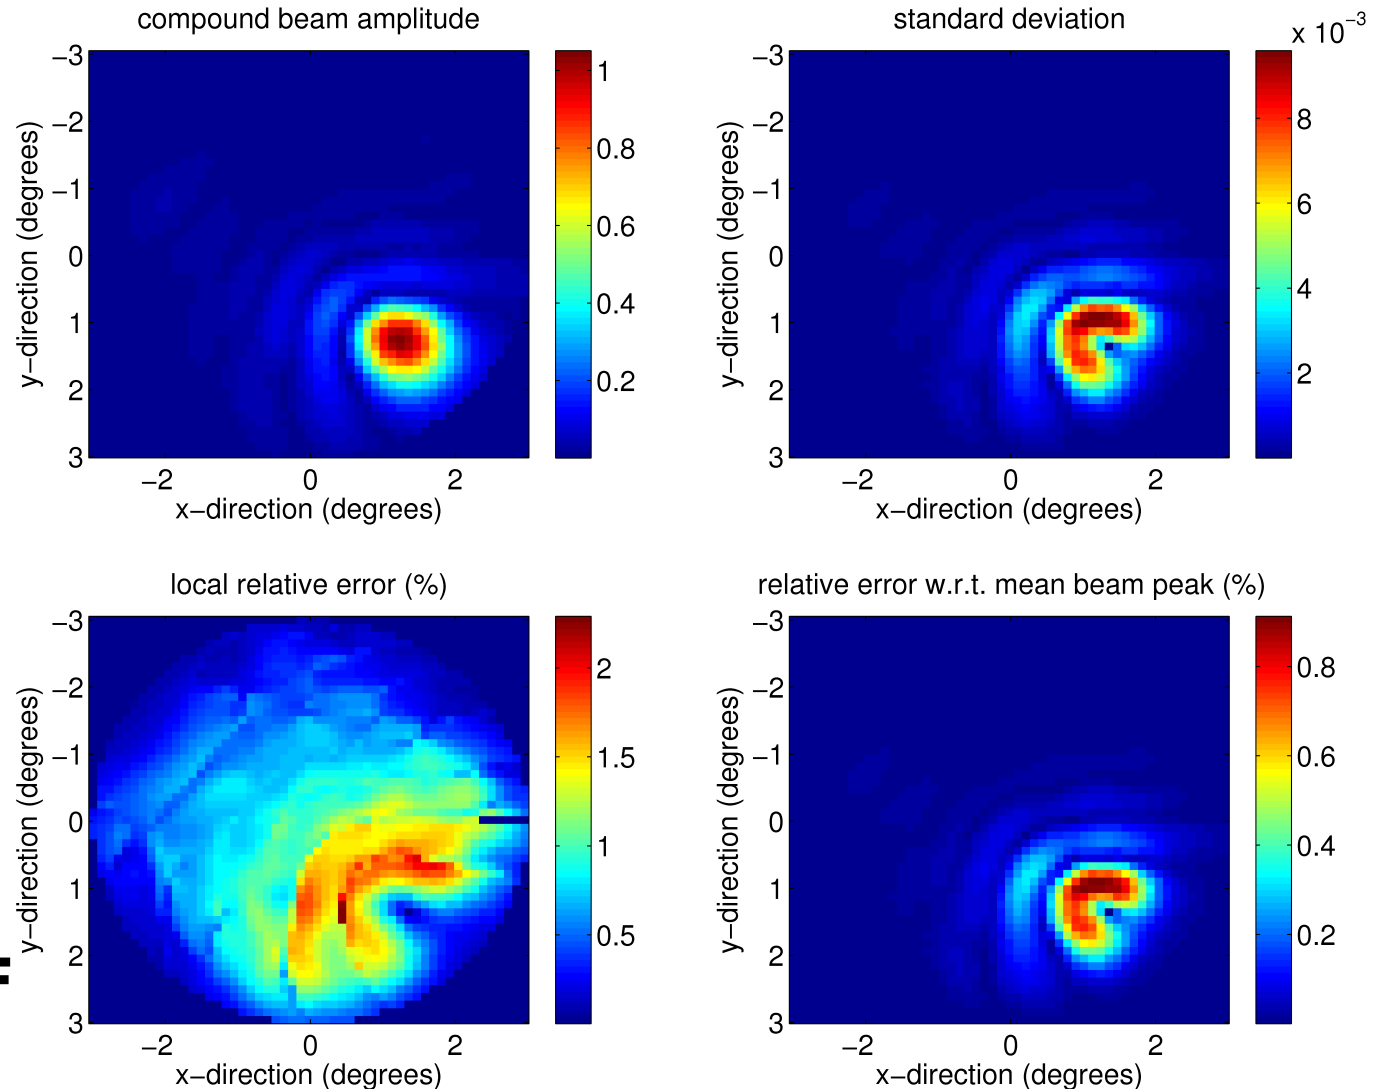 compound beam amplitude
−3
−2
−1
0
1
2
3
y−direction (degrees)
−2 0 2
x−direction (degrees)
1
0.8
0.6
0.4
0.2
standard deviation
x 10−3
−3
−2
−1
0
1
2
3
y−direction (degrees)
−2 0 2
x−direction (degrees)
8
6
4
2
local relative error (%)
−3
−2
−1
0
1
2
3
y−direction (degrees)
−2 0 2
x−direction (degrees)
2
1.5
1
0.5
relative error w.r.t. mean beam peak (%)
−3
−2
−1
0
1
2
3
y−direction (degrees)
−2 0 2
x−direction (degrees)
0.8
0.6
0.4
0.2